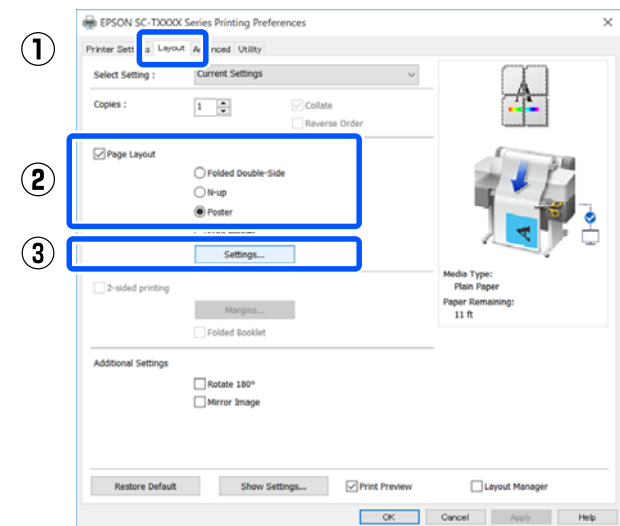 EPSON SC-TXXXX Series Printing Preferences
① Printer Sett Layout Utility
Select Setting : Current Settings
Copies : 1 Collate
Reverse Order
② Page Layout
Folded Double-Side
N-up
Poster
③ Settings...
Media Type:
Plain Paper
Paper Remaining:
11 ft
2-sided printing
Margins...
Folded Booklet
Additional Settings
Rotate 180°
Mirror Image
Restore Default Show Settings... Print Preview Layout Manager
OK Cancel Apply Help